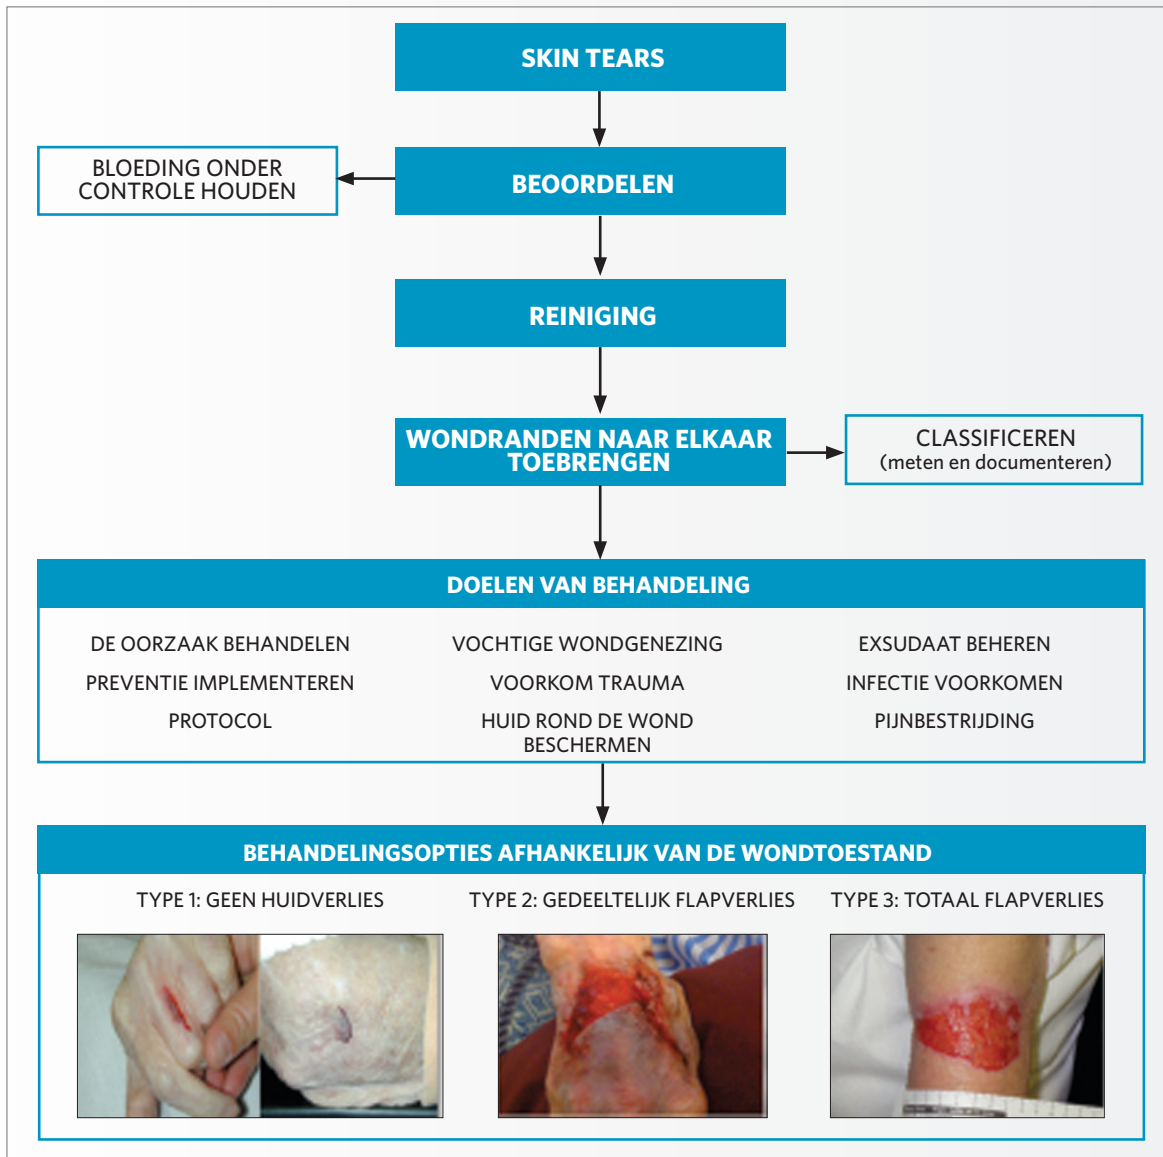 SKIN TEARS
BLOEDING ONDER
CONTROLE HOUDEN
BEOORDELEN
REINIGING
WONDRANDEN NAAR ELKAAR
TOEBRENGEN
CLASSIFICEREN
(meten en documenteren)
DOELEN VAN BEHANDELING
DE OORZAAK BEHANDELEN
PREVENTIE IMPLEMENTEREN
PROTOCOL
VOCHTIGE WONDGENEZING
VOORKOM TRAUMA
HUID ROND DE WOND
BESCHERMEN
EXSUDAAT BEHEREN
INFECTIE VOORKOMEN
PIJNBESTRIJDING
BEHANDELINGSOPTIES AFHANKELIJK VAN DE WONDTOESTAND
TYPE 1: GEEN HUIDVERLIES
TYPE 2: GEDEELTELIJK FLAPVERLIES
TYPE 3: TOTAAL FLAPVERLIES